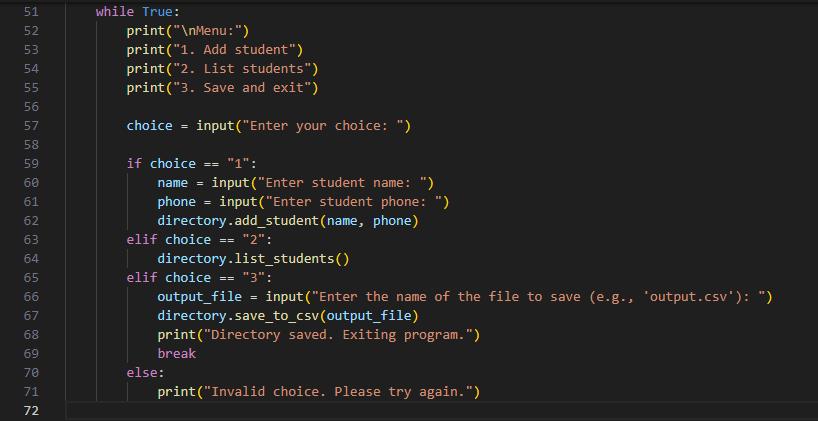 51 while True:
52 print("\nMenu:")
53 print("1. Add student")
54 print("2. List students")
55 print("3. Save and exit")
56
57 choice = input("Enter your choice: ")
58
59 if choice == "1":
60 name = input("Enter student name: ")
61 phone = input("Enter student phone: ")
62 directory.add_student(name, phone)
63 elif choice == "2":
64 directory.list_students()
65 elif choice == "3":
66 output_file = input("Enter the name of the file to save (e.g., 'output.csv'): ")
67 directory.save_to_csv(output_file)
68 print("Directory saved. Exiting program.")
69 break
70 else:
71 print("Invalid choice. Please try again.")
72